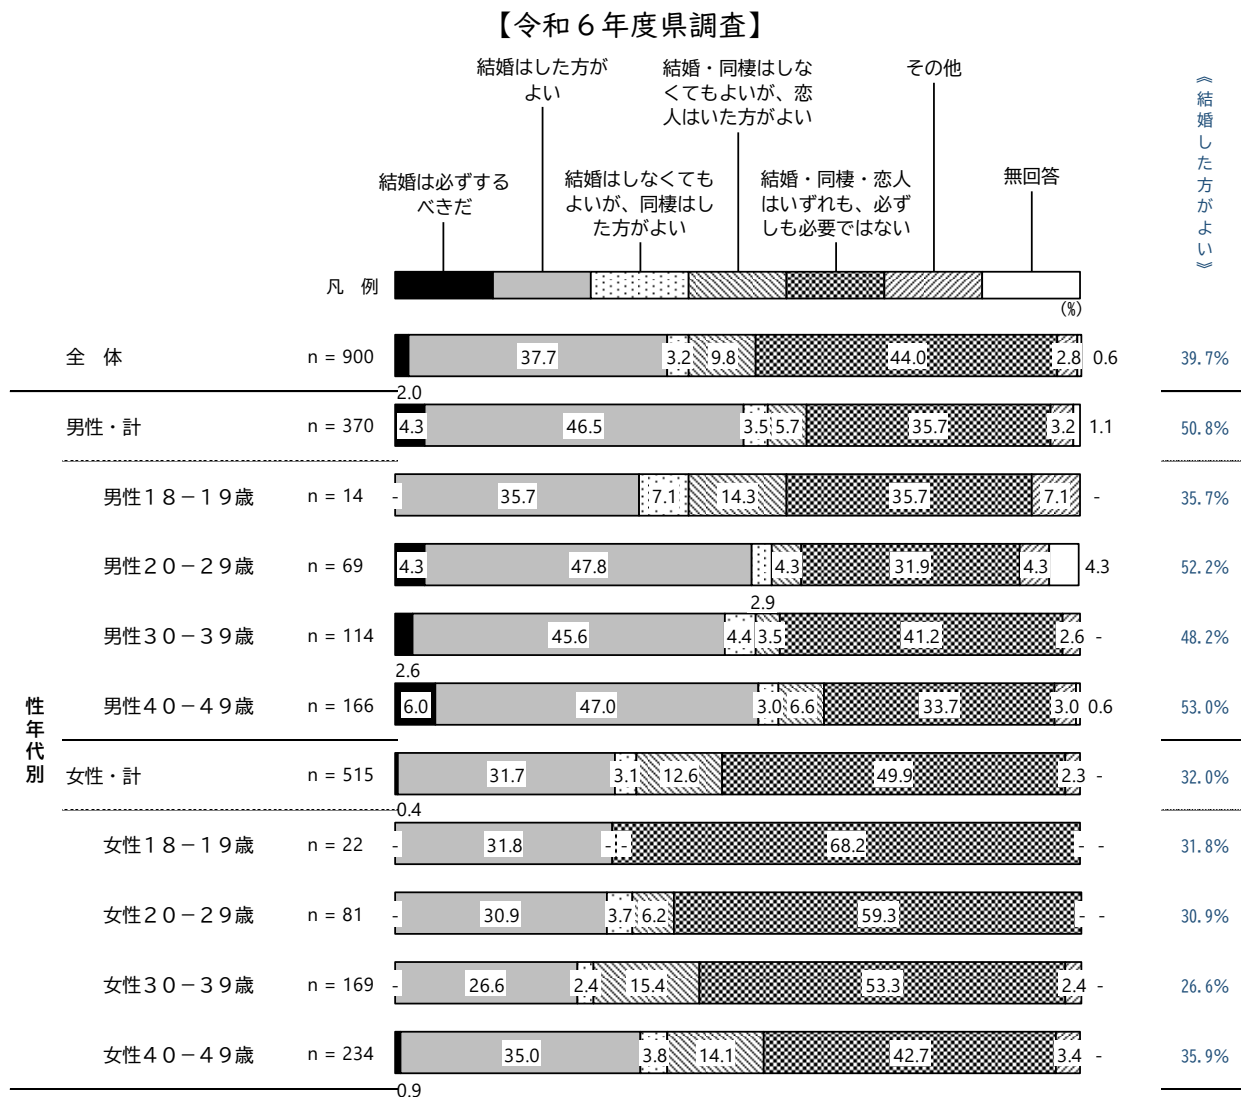 【令和６年度県調査】
結婚はした方が
よい
結婚・同棲はしな
くてもよいが、恋
人はいた方がよい
その他
結婚は必ずする
べきだ
結婚はしなくても
よいが、同棲はし
た方がよい
結婚・同棲・恋人
はいずれも、必ず
しも必要ではない
無回答
《結婚した方がよい》
凡　例
(%)
全　体 n = 900 37.7 3.2 9.8 44.0 2.8 0.6 39.7%
2.0
男性・計 n = 370 4.3 46.5 3.5 5.7 35.7 3.2 1.1 50.8%
男性１８－１９歳 n = 14 - 35.7 7.1 14.3 35.7 7.1 - 35.7%
男性２０－２９歳 n = 69 4.3 47.8 4.3 31.9 4.3 4.3 52.2%
2.9
男性３０－３９歳 n = 114 45.6 4.4 3.5 41.2 2.6 - 48.2%
2.6
男性４０－４９歳 n = 166 6.0 47.0 3.0 6.6 33.7 3.0 0.6 53.0%
性年代別
女性・計 n = 515 31.7 3.1 12.6 49.9 2.3 - 32.0%
0.4
女性１８－１９歳 n = 22 - 31.8 - - 68.2 - - 31.8%
女性２０－２９歳 n = 81 - 30.9 3.7 6.2 59.3 - - 30.9%
女性３０－３９歳 n = 169 - 26.6 2.4 15.4 53.3 2.4 - 26.6%
女性４０－４９歳 n = 234 35.0 3.8 14.1 42.7 3.4 - 35.9%
0.9